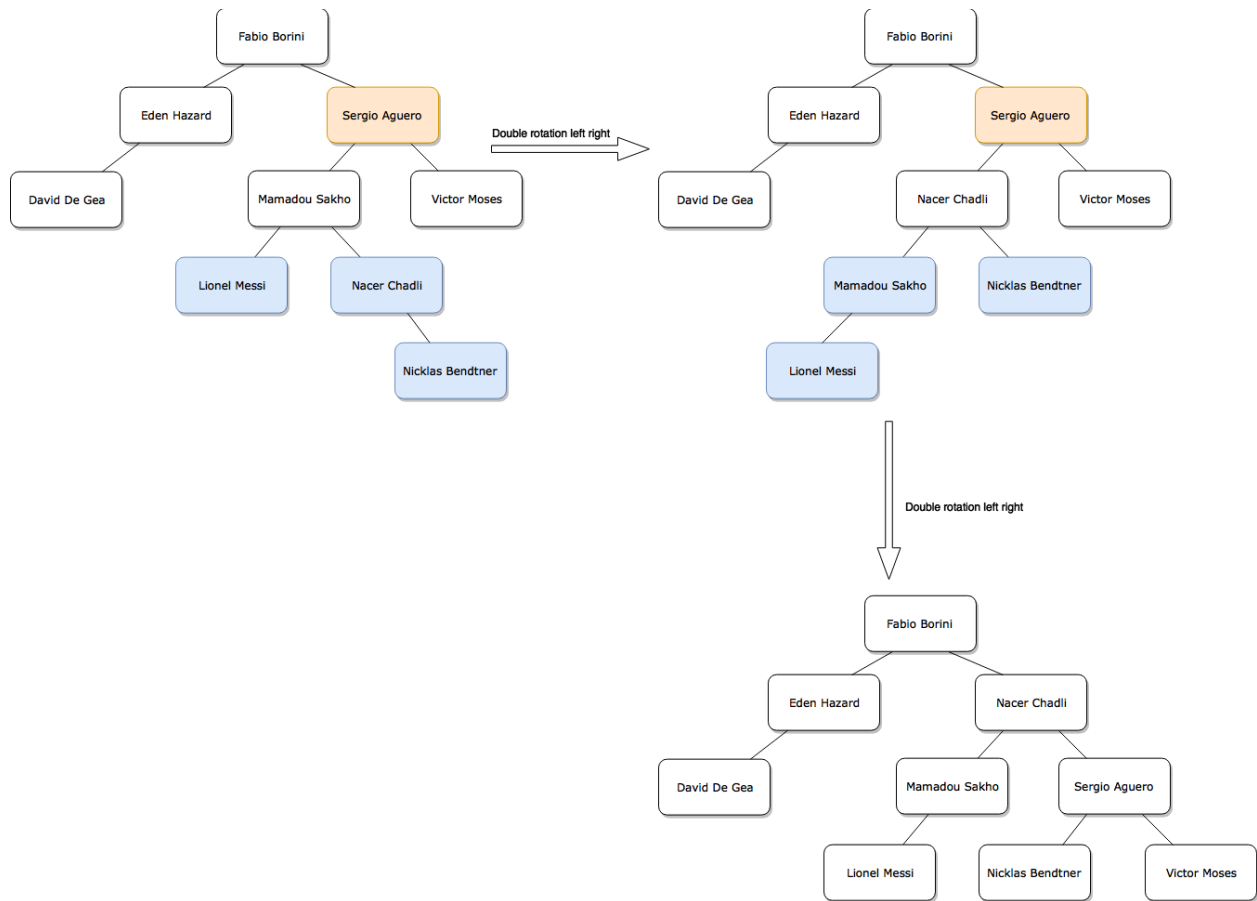 Fabio Borini
Fabio Borini
Eden Hazard
Sergio Aguero
Double rotation left right
Eden Hazard
Sergio Aguero
David De Gea
Mamadou Sakho
Victor Moses
David De Gea
Nacer Chadli
Victor Moses
Lionel Messi
Nacer Chadli
Mamadou Sakho
Nicklas Bendtner
Nicklas Bendtner
Lionel Messi
Double rotation left right
Fabio Borini
Eden Hazard
Nacer Chadli
David De Gea
Mamadou Sakho
Sergio Aguero
Lionel Messi
Nicklas Bendtner
Victor Moses